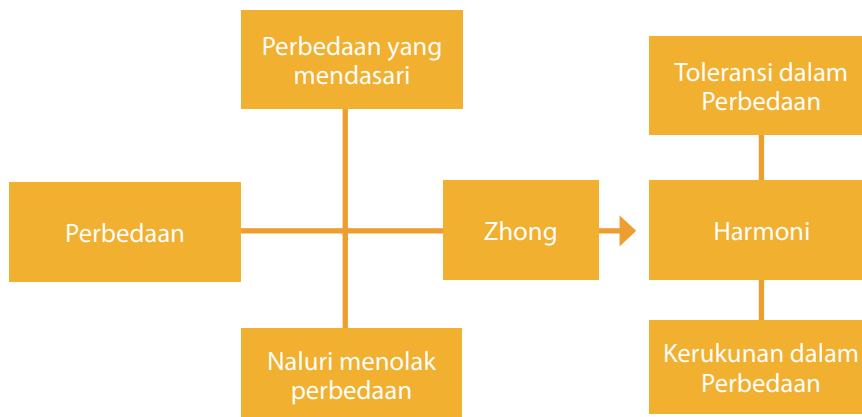 Perbedaan yang
mendasari
Toleransi dalam
Perbedaan
Perbedaan
Zhong
Harmoni
Naluri menolak
perbedaan
Kerukunan dalam
Perbedaan